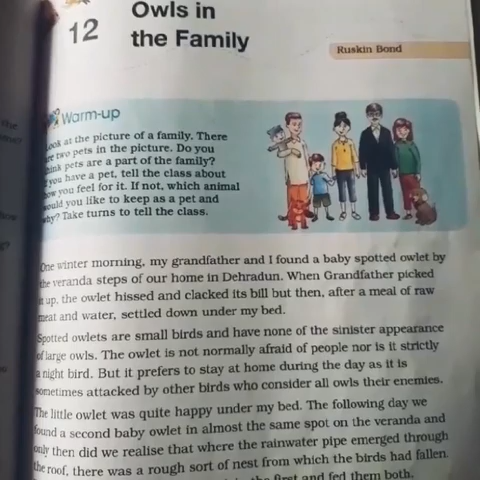 12
Owls in
the Family
Ruskin Bond
Warm-up
Look at the picture of a family. There
are two pets in the picture. Do you
think pets are a part of the family?
If you have a pet, tell the class about
how you feel for it. If not, which animal
would you like to keep as a pet and
why? Take turns to tell the class.
One winter morning, my grandfather and I found a baby spotted owlet by
the veranda steps of our home in Dehradun. When Grandfather picked
it up, the owlet hissed and clacked its bill but then, after a meal of raw
meat and water, settled down under my bed.
Spotted owlets are small birds and have none of the sinister appearance
of large owls. The owlet is not normally afraid of people nor is it strictly
a night bird. But it prefers to stay at home during the day as it is
sometimes attacked by other birds who consider all owls their enemies.
The little owlet was quite happy under my bed. The following day we
found a second baby owlet in almost the same spot on the veranda and
only then did we realise that where the rainwater pipe emerged through
the roof, there was a rough sort of nest from which the birds had fallen.
the first and fed them both.